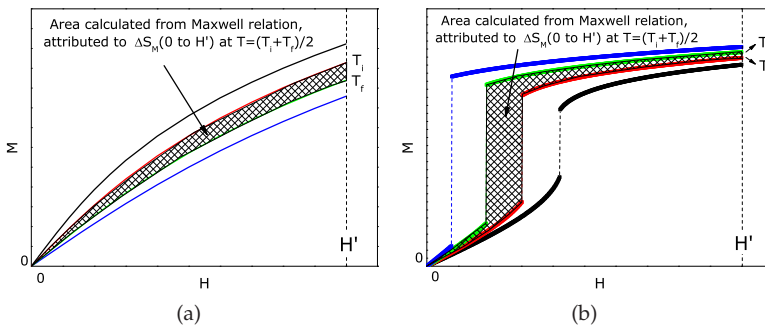 Area calculated from Maxwell relation,
attributed to ΔS_M(0 to H') at T=(T_i+T_f)/2
T_i
T_f
M
H'
0
0
H
(a)
Area calculated from Maxwell relation,
attributed to ΔS_M(0 to H') at T=(T_i+T_f)/2
T
T
M
H'
0
0
H
(b)